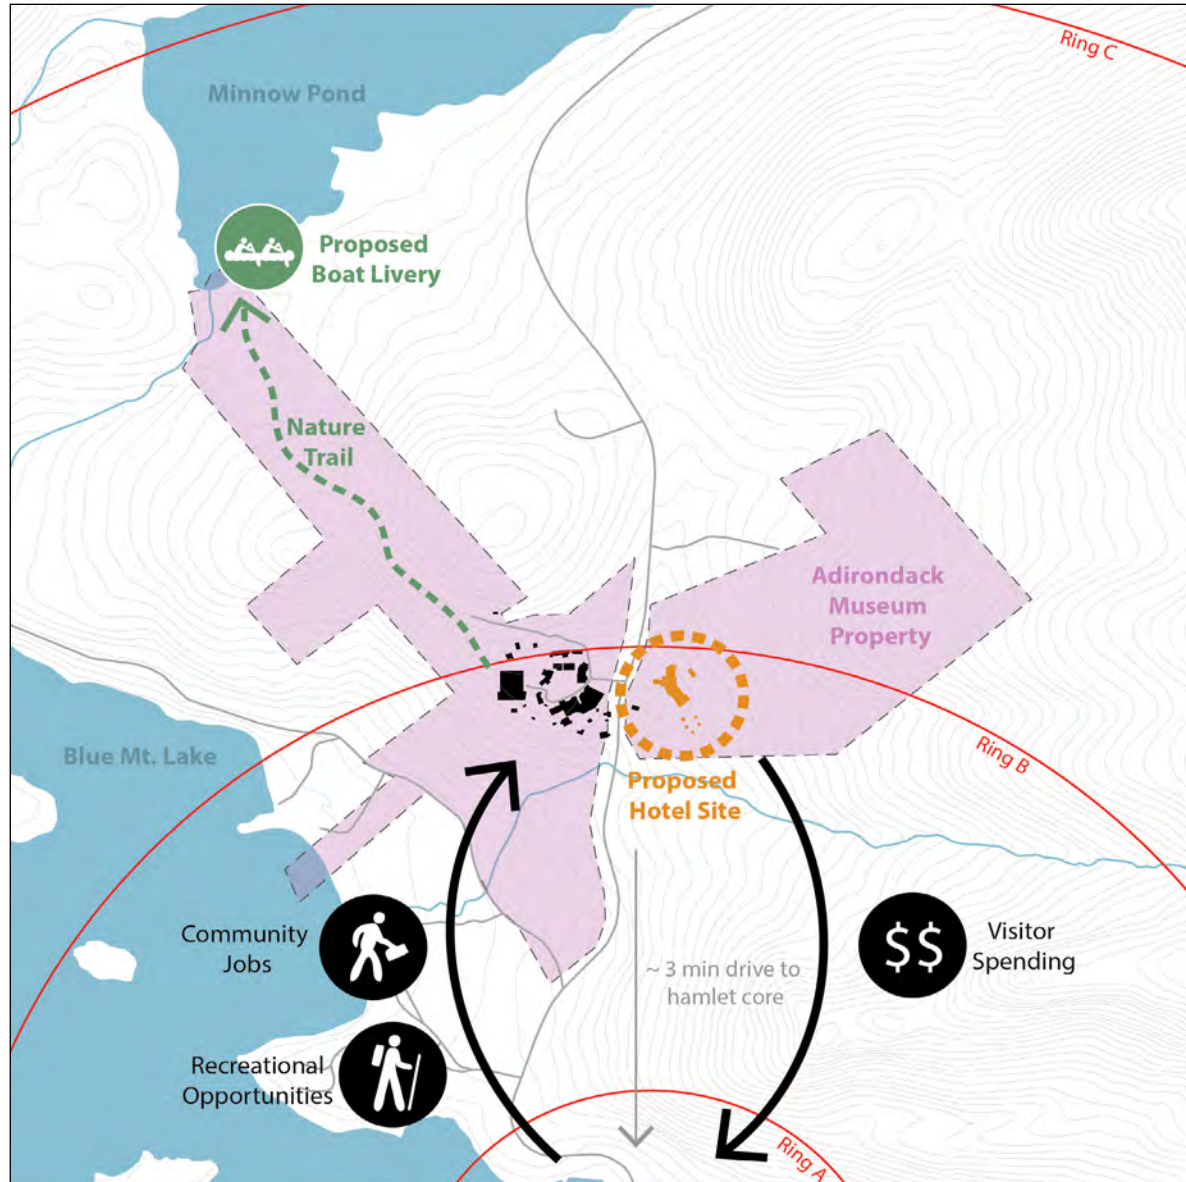 Ring C
Minnow Pond
Proposed
Boat Livery
Nature
Trail
Adirondack
Museum
Property
Ring B
Blue Mt. Lake
Proposed
Hotel Site
Community
Jobs
~ 3 min drive to
hamlet core
$$
Visitor
Spending
Recreational
Opportunities
Ring A